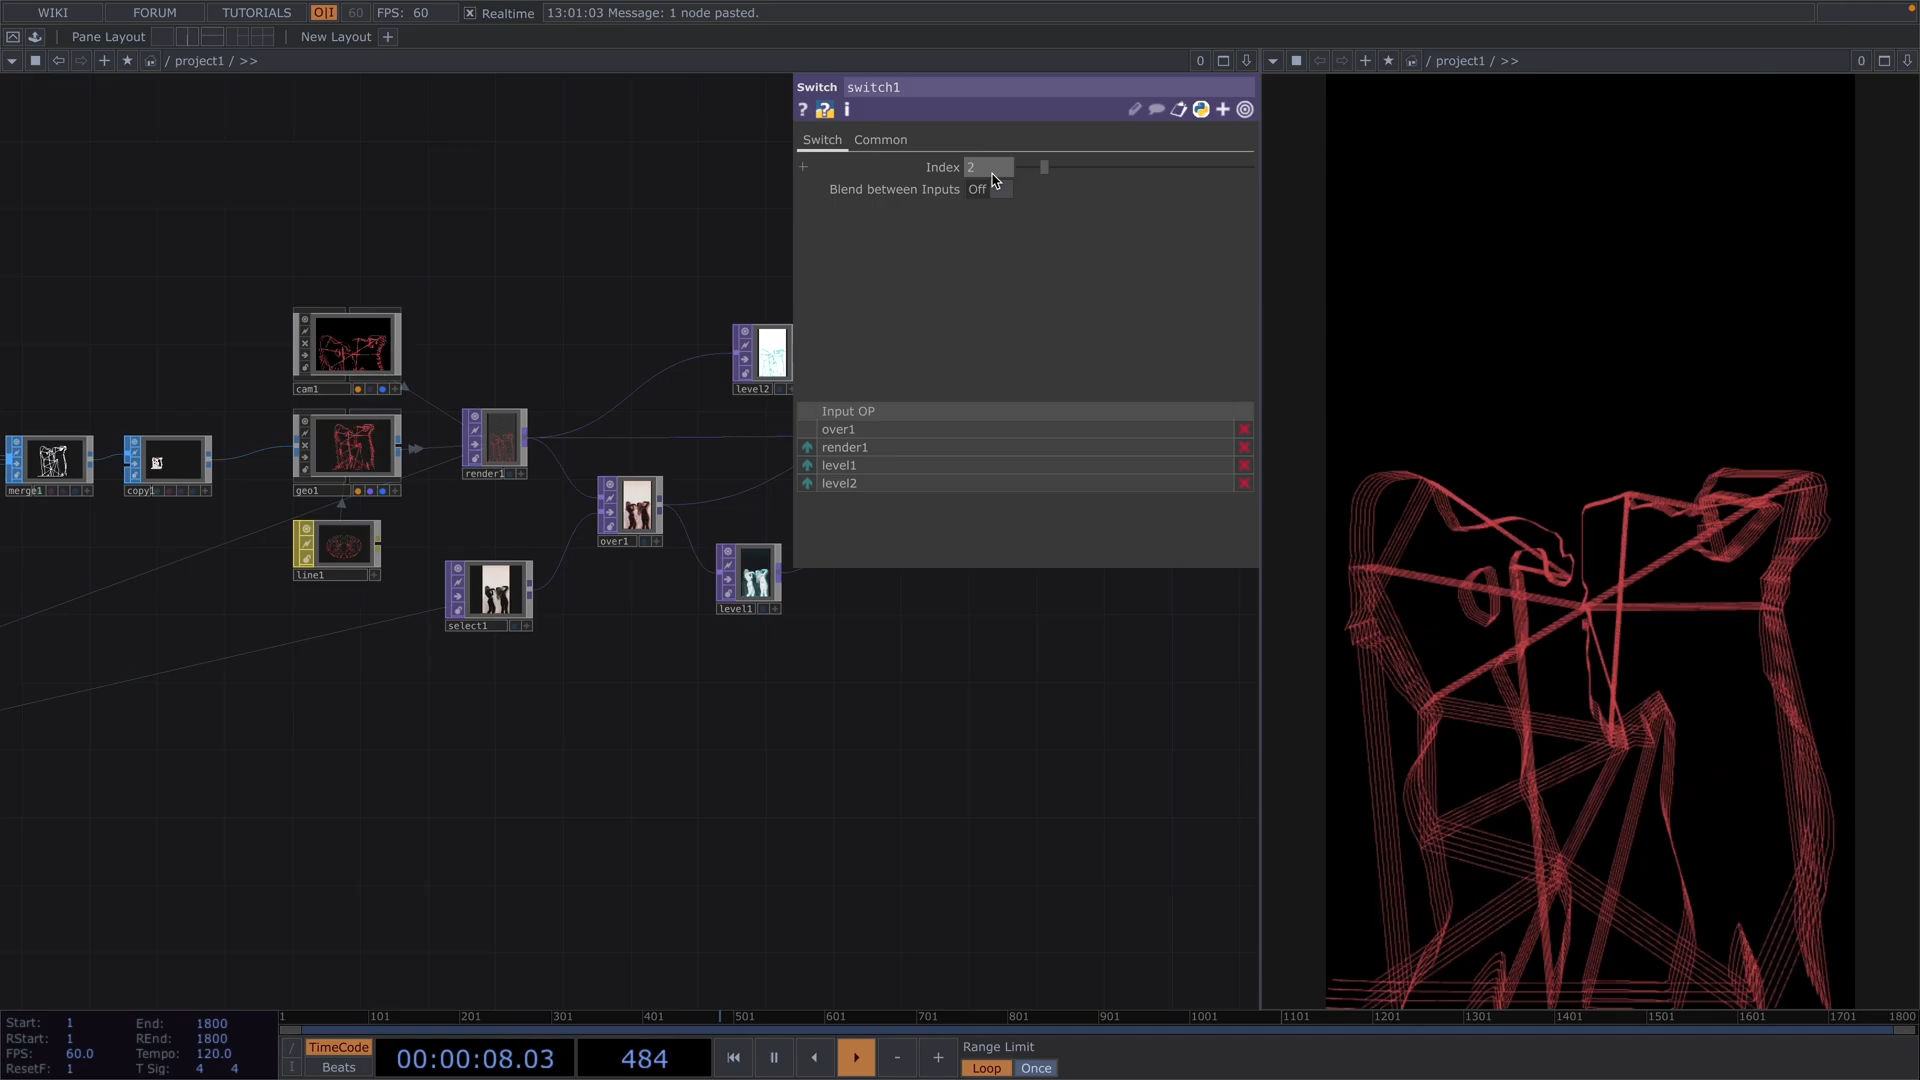 WIKI FORUM TUTORIALS O|I 60 FPS: 60 Realtime 13:01:03 Message: 1 node pasted.
Pane Layout New Layout +
/ project1 / >> 0
/ project1 / >> 0
Switch switch1
? ? i
Switch Common
+ Index 2
Blend between Inputs Off
Input OP
over1
render1
level1
level2
cam1
level2
merge1
copy1
geo1
render1
over1
line1
select1
level1
1 101 201 301 401 501 601 701 801 901 1001 1101 1201 1301 1401 1501 1601 1701 1800
Start: 1 End: 1800
RStart: 1 REnd: 1800
FPS: 60.0 Tempo: 120.0
ResetF: 1 T Sig: 4 4
TimeCode
Beats
00:00:08.03
484
- +
Range Limit
Loop Once